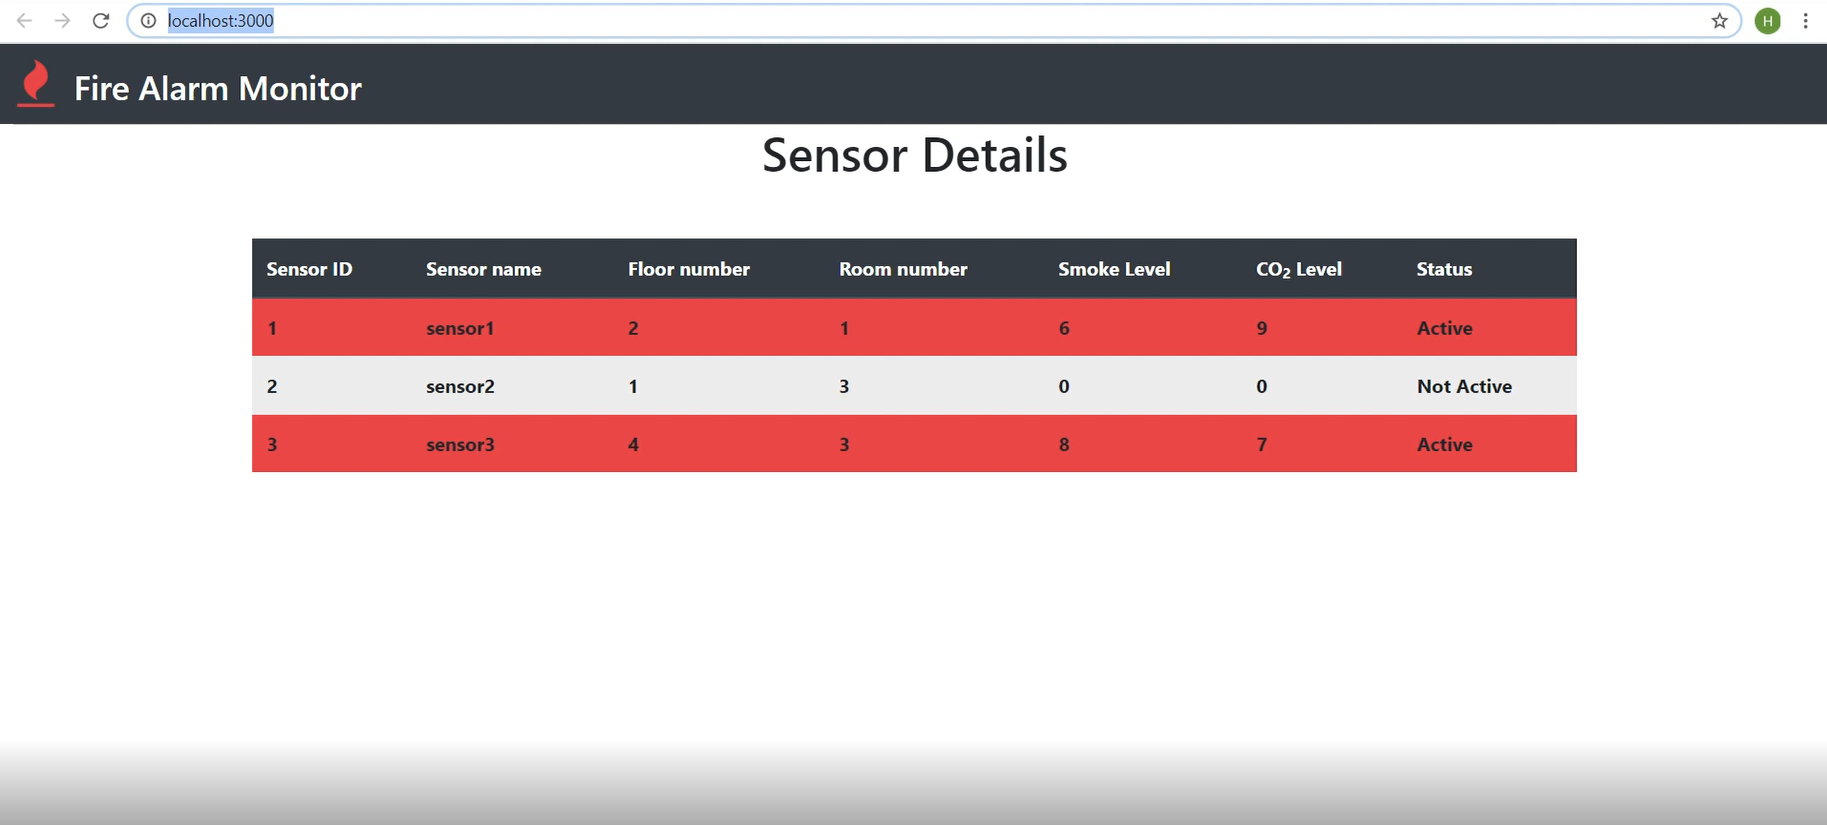 localhost:3000
H
Fire Alarm Monitor
Sensor Details
Sensor ID Sensor name Floor number Room number Smoke Level CO₂ Level Status
1 sensor1 2 1 6 9 Active
2 sensor2 1 3 0 0 Not Active
3 sensor3 4 3 8 7 Active